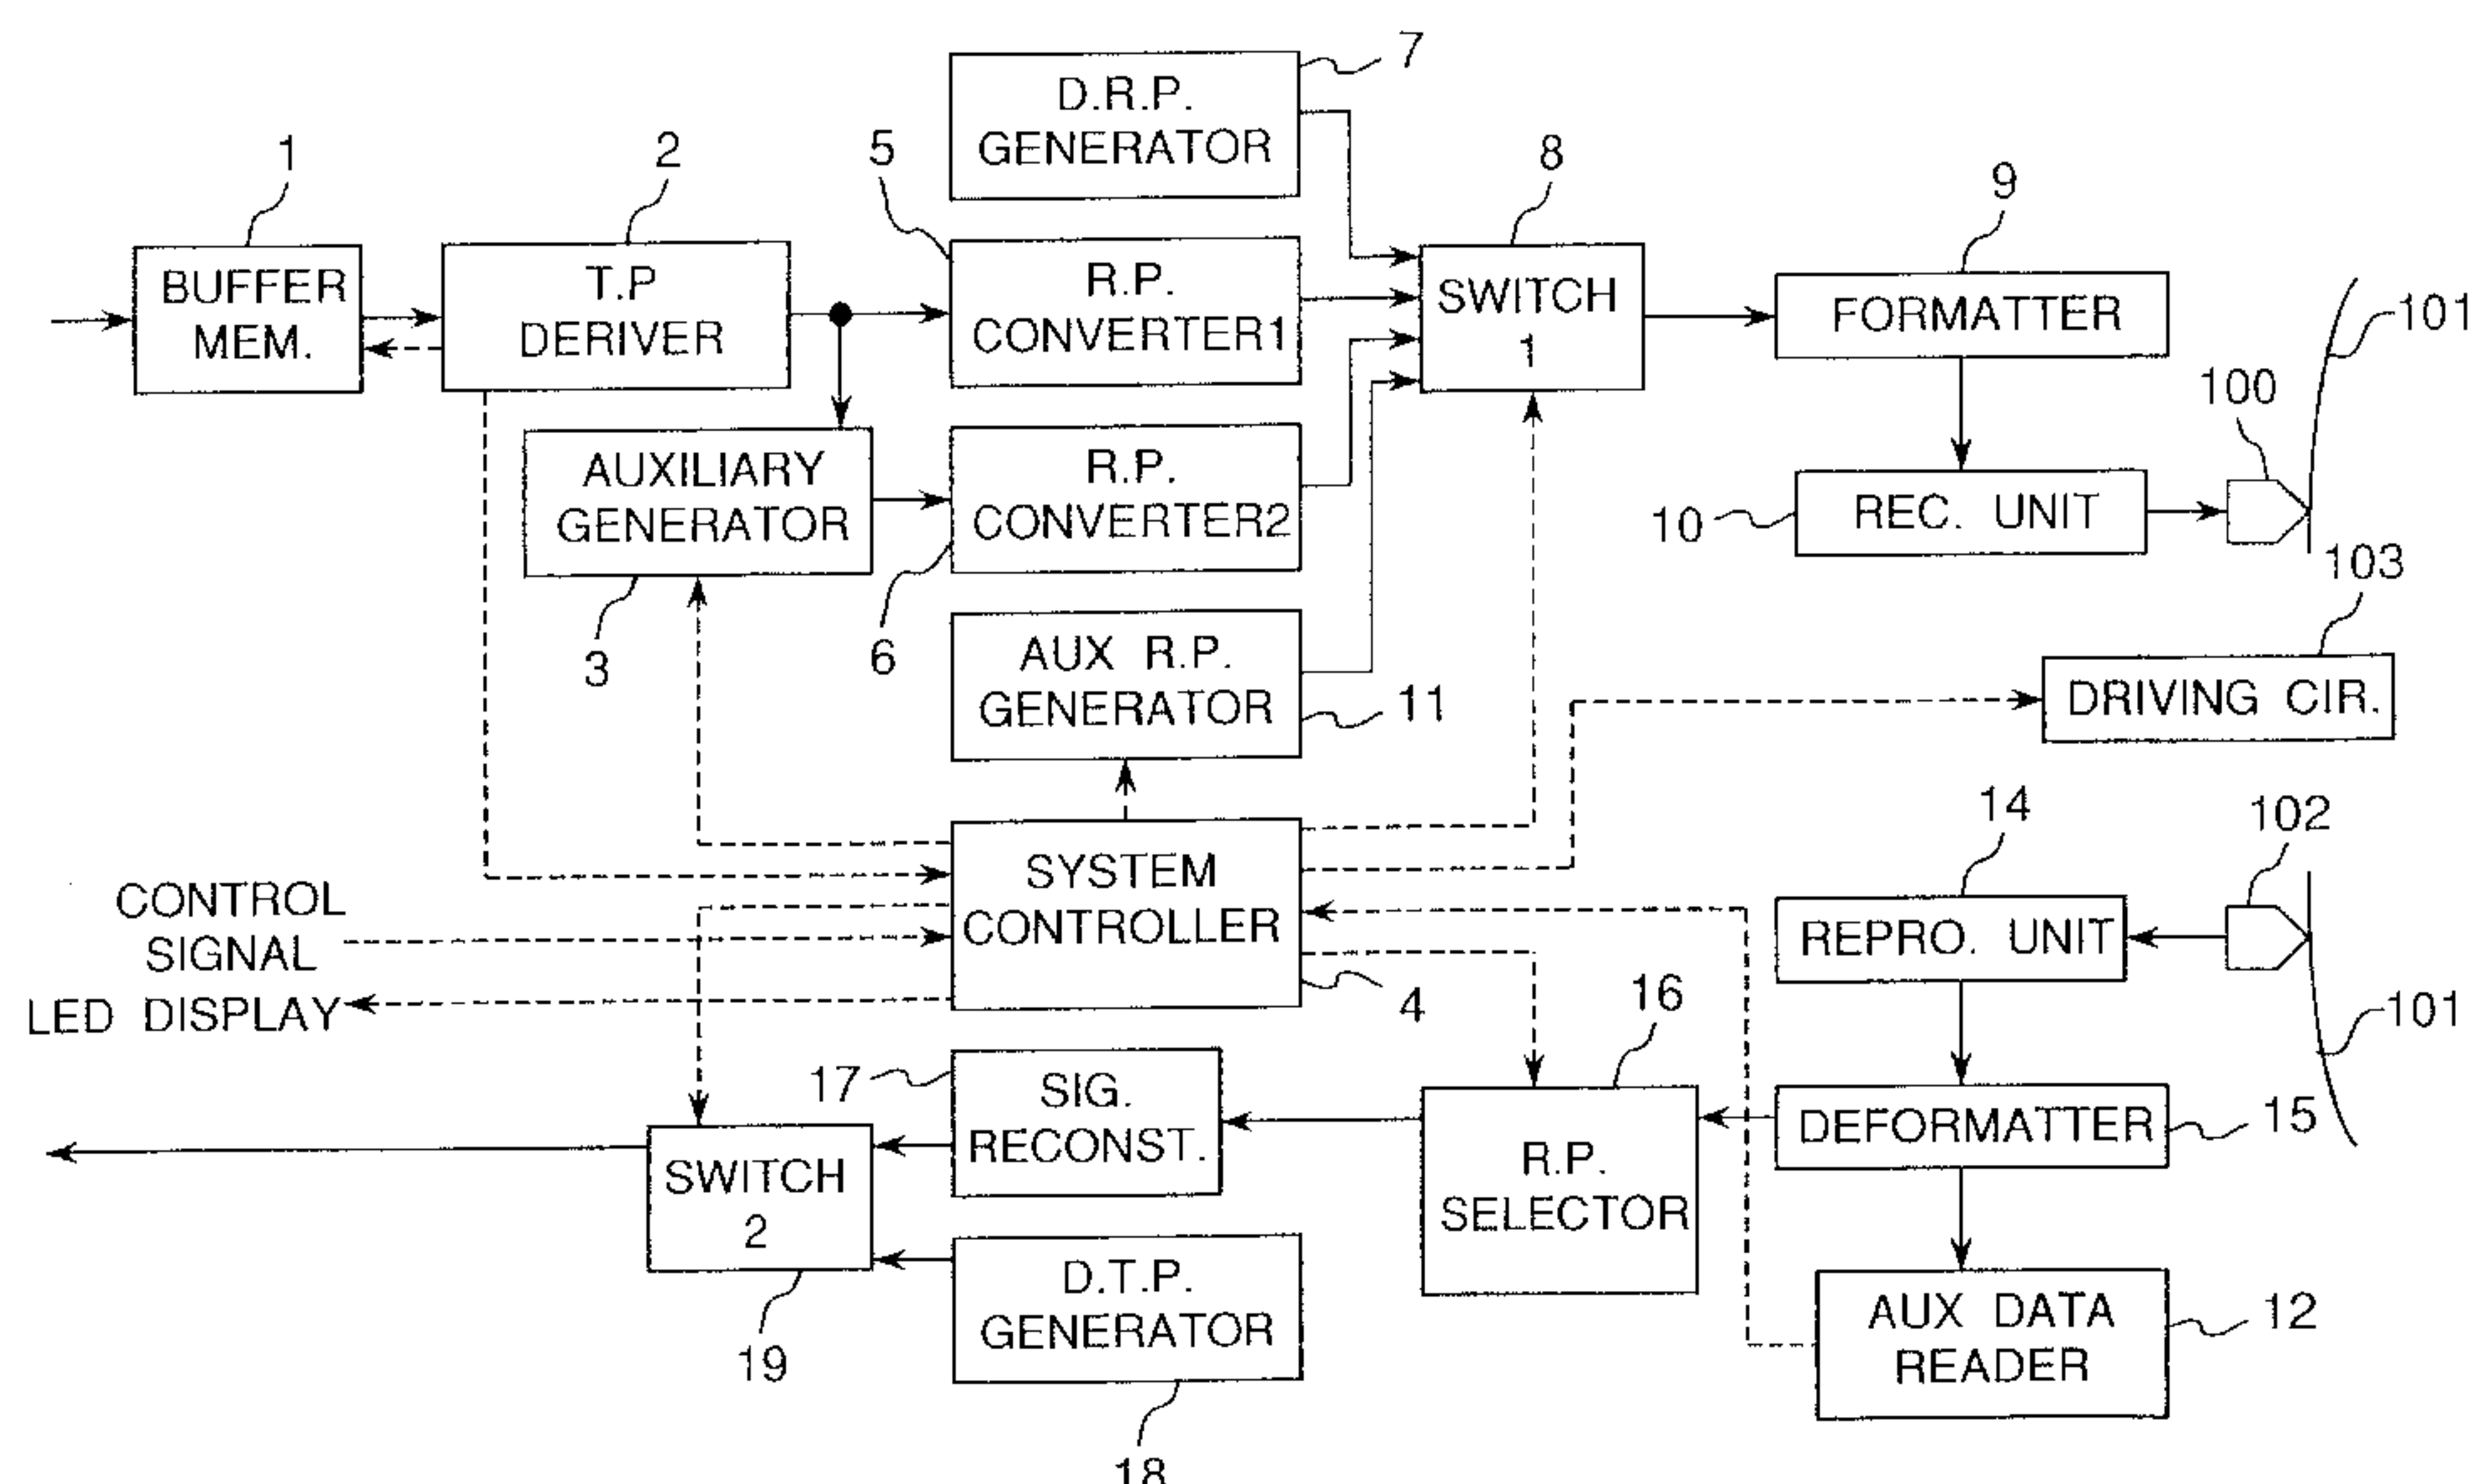 7
D.R.P.
GENERATOR
1
2
5
8
9
BUFFER
MEM.
T.P
DERIVER
R.P.
CONVERTER1
SWITCH
1
FORMATTER
101
100
AUXILIARY
GENERATOR
R.P.
CONVERTER2
10
REC. UNIT
103
3
6
AUX R.P.
GENERATOR
11
DRIVING CIR.
14
102
SYSTEM
CONTROLLER
CONTROL
SIGNAL
LED DISPLAY
4
REPRO. UNIT
16
101
17
SIG.
RECONST.
DEFORMATTER
15
SWITCH
2
R.P.
SELECTOR
D.T.P.
GENERATOR
19
AUX DATA
READER
12
18